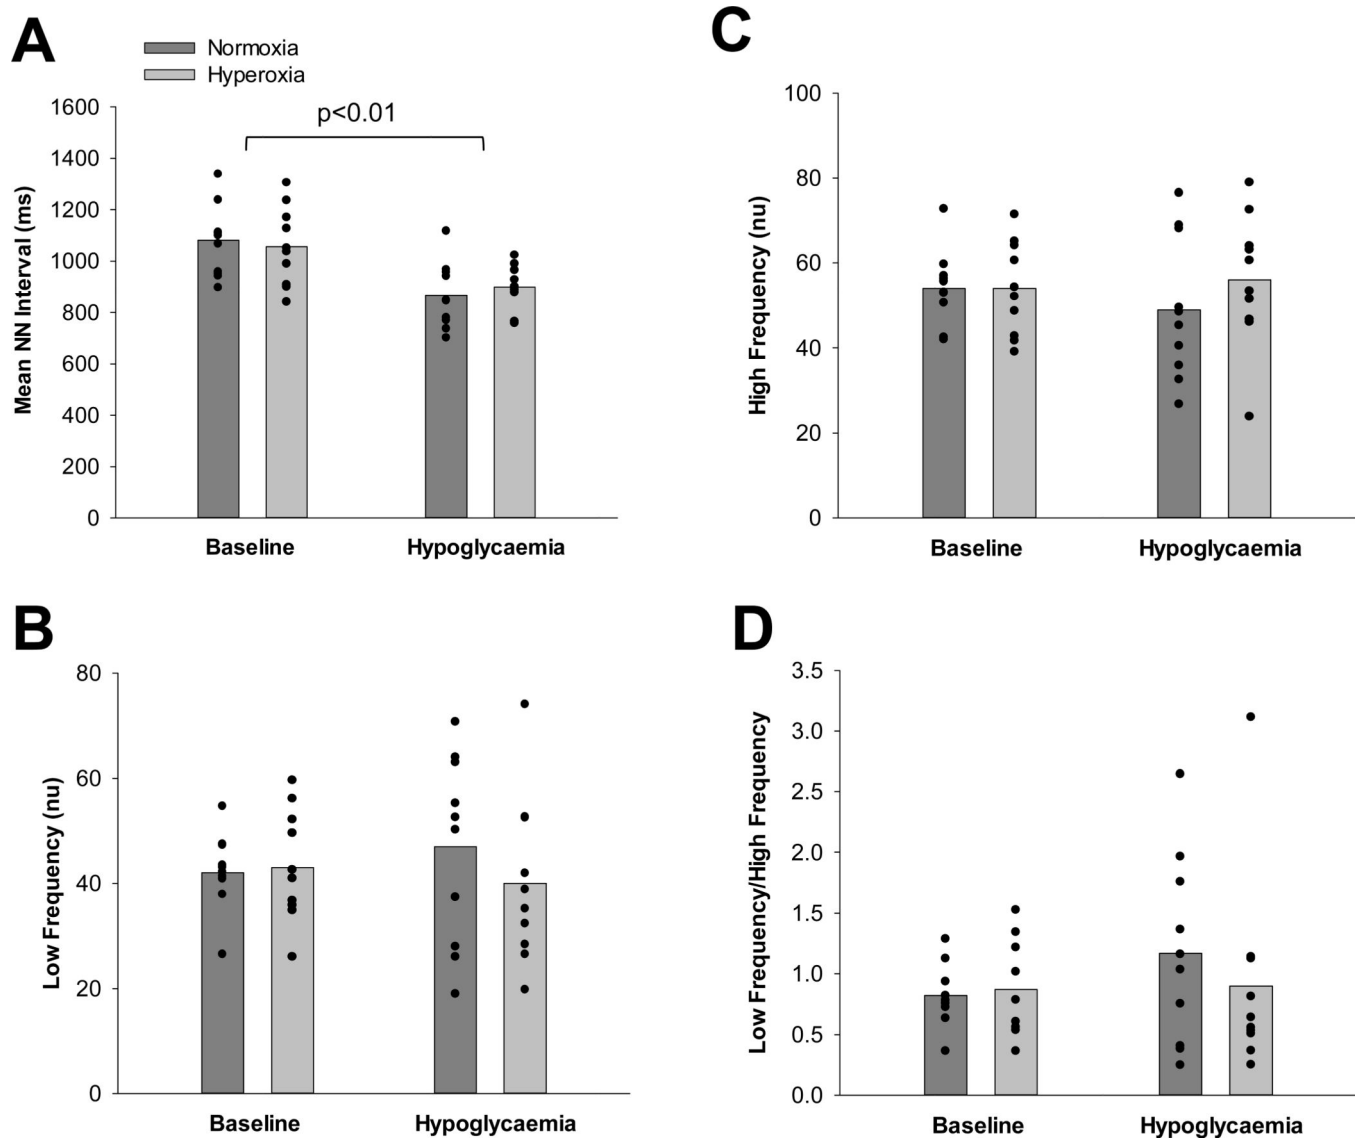 A
Normoxia
Hyperoxia
p<0.01
1600
1400
1200
1000
800
600
400
200
0
Mean NN Interval (ms)
Baseline Hypoglycaemia
C
100
80
60
40
20
0
High Frequency (nu)
Baseline Hypoglycaemia
B
80
60
40
20
0
Low Frequency (nu)
Baseline Hypoglycaemia
D
3.5
3.0
2.5
2.0
1.5
1.0
0.5
0.0
Low Frequency/High Frequency
Baseline Hypoglycaemia